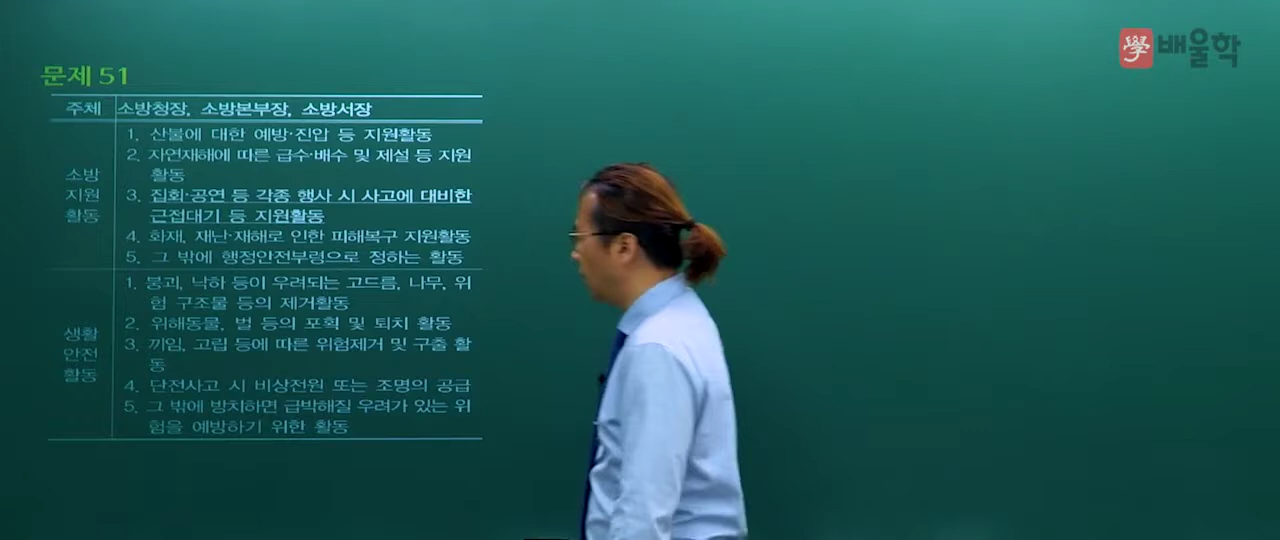 學 배울학
문제 51
주체 소방청장, 소방본부장, 소방서장
소방
지원
활동
1. 산불에 대한 예방·진압 등 지원활동
2. 자연재해에 따른 급수·배수 및 제설 등 지원
활동
3. 집회·공연 등 각종 행사 시 사고에 대비한
근접대기 등 지원활동
4. 화재, 재난·재해로 인한 피해복구 지원활동
5. 그 밖에 행정안전부령으로 정하는 활동
생활
안전
활동
1. 붕괴, 낙하 등이 우려되는 고드름, 나무, 위
험 구조물 등의 제거활동
2. 위해동물, 벌 등의 포획 및 퇴치 활동
3. 끼임, 고립 등에 따른 위험제거 및 구출 활
동
4. 단전사고 시 비상전원 또는 조명의 공급
5. 그 밖에 방치하면 급박해질 우려가 있는 위
험을 예방하기 위한 활동